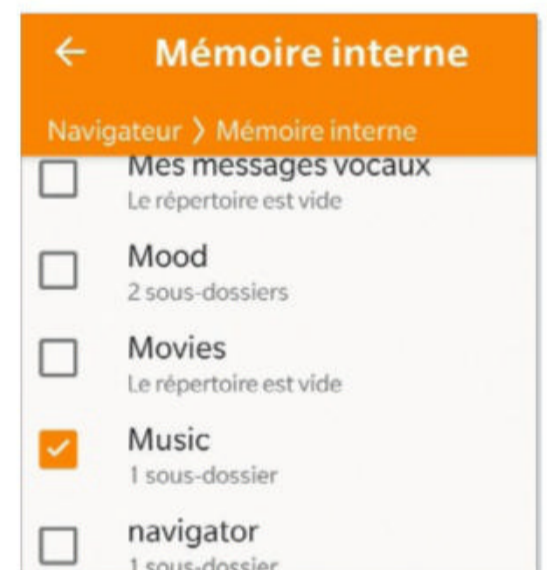 Mémoire interne
Navigateur 〉 Mémoire interne
Mes messages vocaux
Le répertoire est vide
Mood
2 sous-dossiers
Movies
Le répertoire est vide
Music
1 sous-dossier
navigator
1 sous-dossier